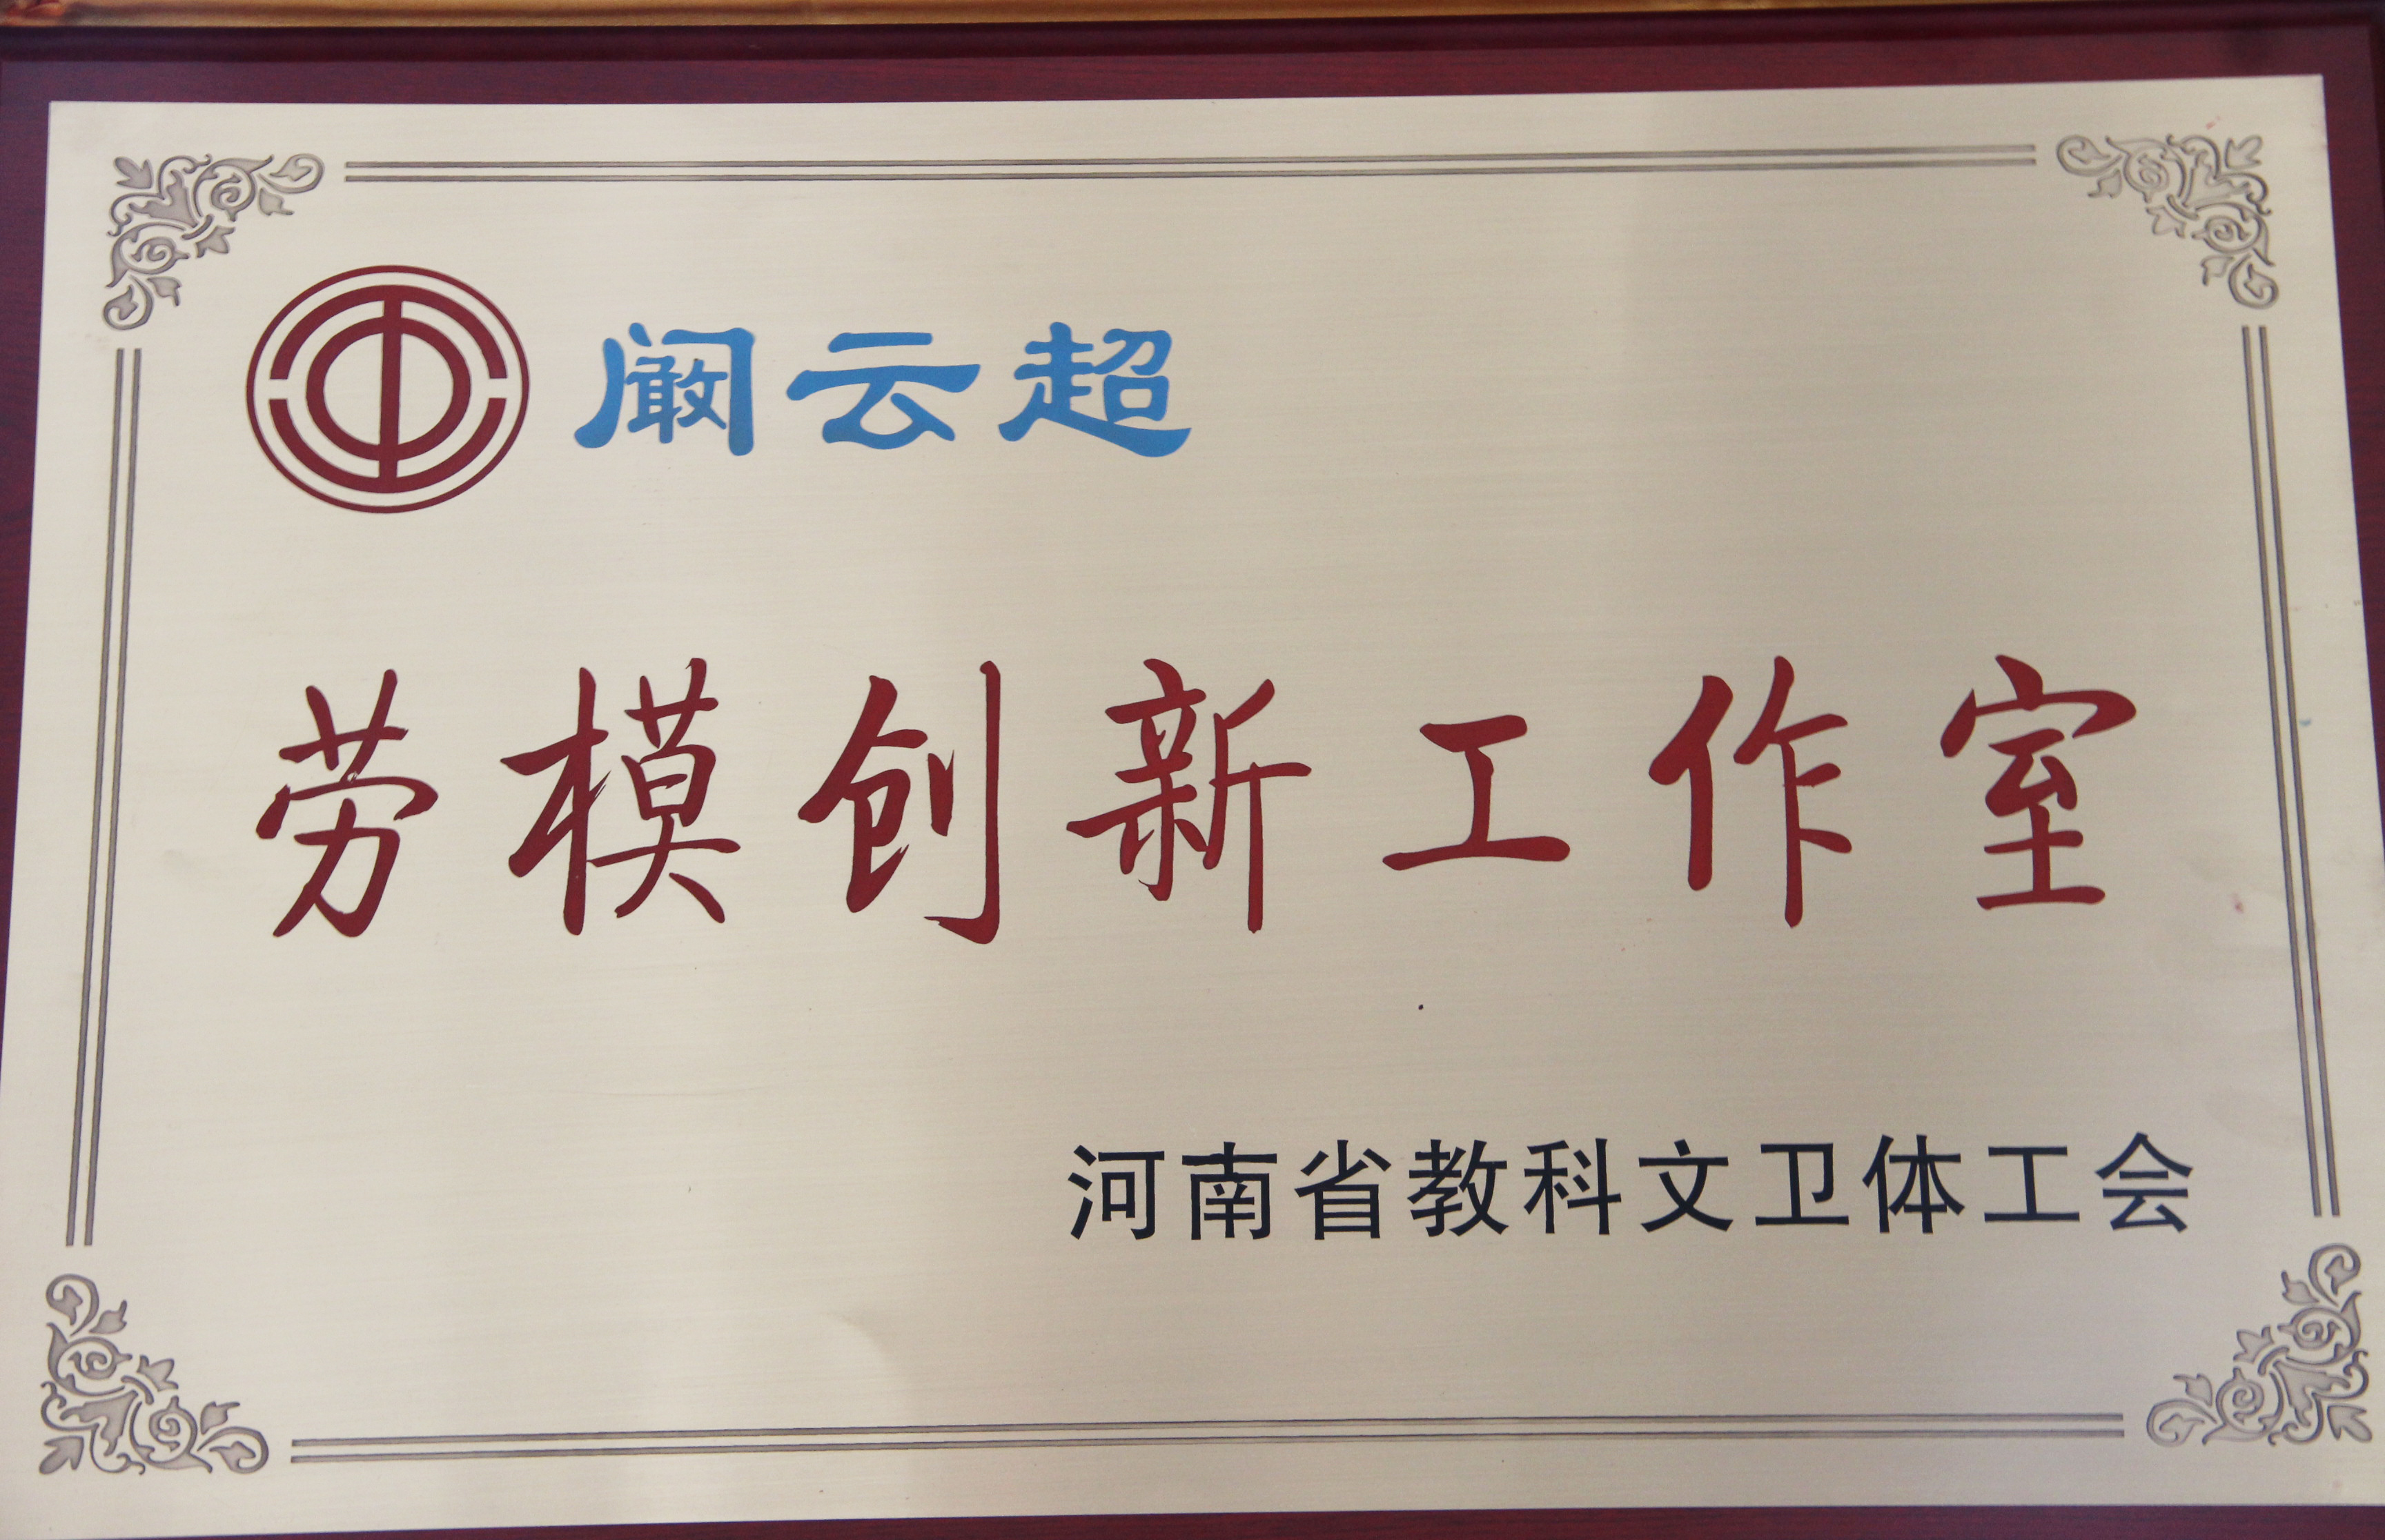 阚云超
劳模创新工作室
河南省教科文卫体工会